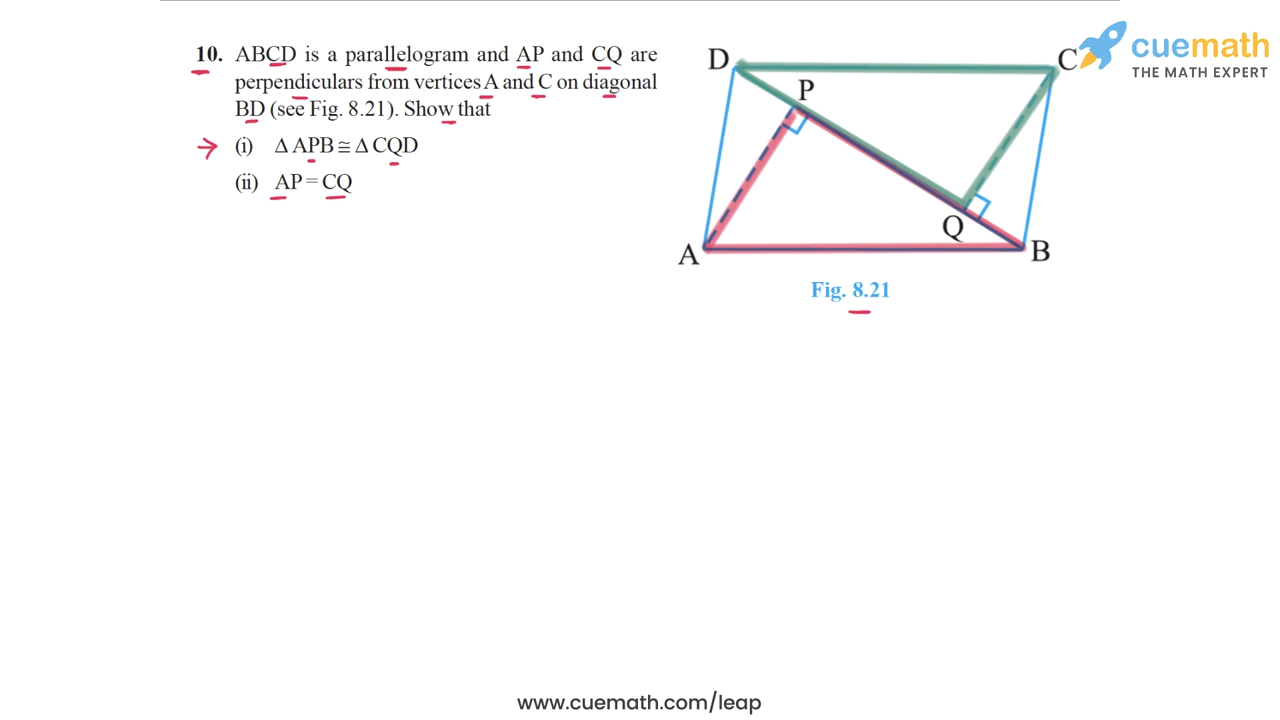 10. ABCD is a parallelogram and AP and CQ are
perpendiculars from vertices A and C on diagonal
BD (see Fig. 8.21). Show that
(i) Δ APB ≅ Δ CQD
(ii) AP = CQ
D
C
P
Q
A
B
Fig. 8.21
cuemath
THE MATH EXPERT
www.cuemath.com/leap